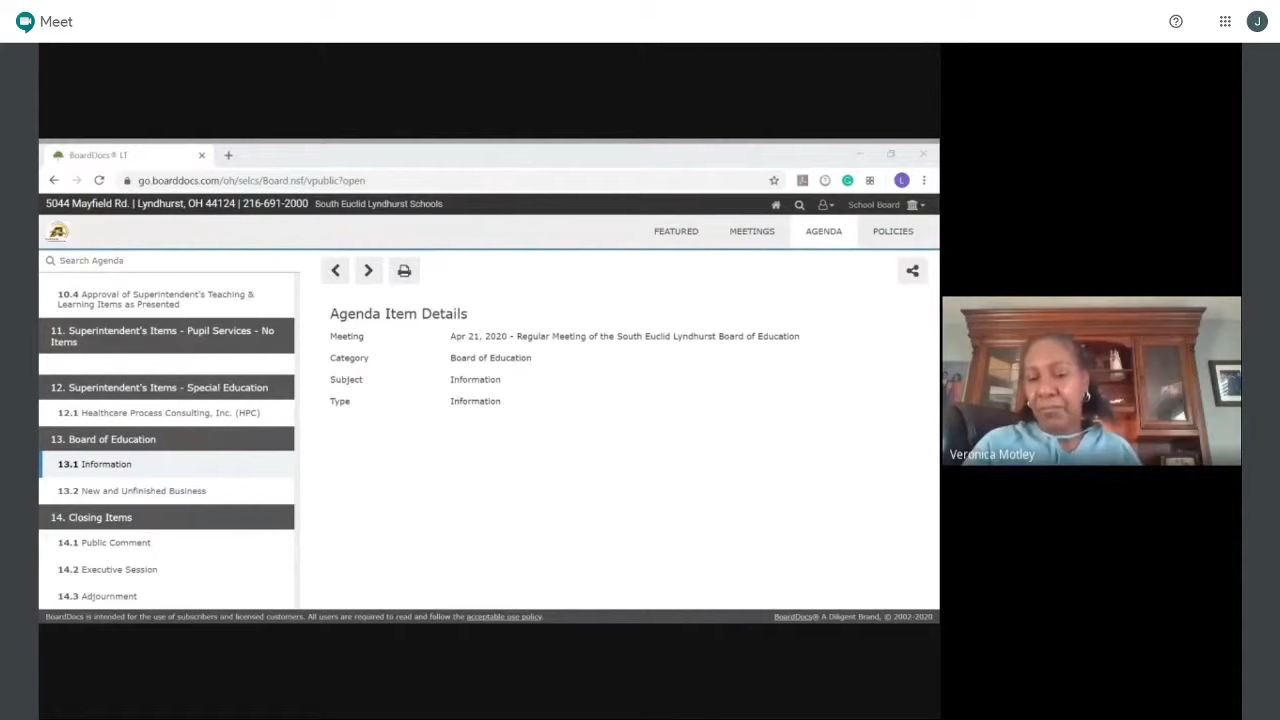 Meet
J
BoardDocs® LT
go.boarddocs.com/oh/selcs/Board.nsf/vpublic?open
L
5044 Mayfield Rd. | Lyndhurst, OH 44124 | 216-691-2000 South Euclid Lyndhurst Schools
School Board
FEATURED MEETINGS AGENDA POLICIES
Search Agenda
10.4 Approval of Superintendent's Teaching &
Learning Items as Presented
11. Superintendent's Items - Pupil Services - No
Items
12. Superintendent's Items - Special Education
12.1 Healthcare Process Consulting, Inc. (HPC)
13. Board of Education
13.1 Information
13.2 New and Unfinished Business
14. Closing Items
14.1 Public Comment
14.2 Executive Session
14.3 Adjournment
Agenda Item Details
Meeting Apr 21, 2020 - Regular Meeting of the South Euclid Lyndhurst Board of Education
Category Board of Education
Subject Information
Type Information
Veronica Motley
BoardDocs is intended for the use of subscribers and licensed customers. All users are required to read and follow the acceptable use policy.
BoardDocs® A Diligent Brand, © 2002-2020